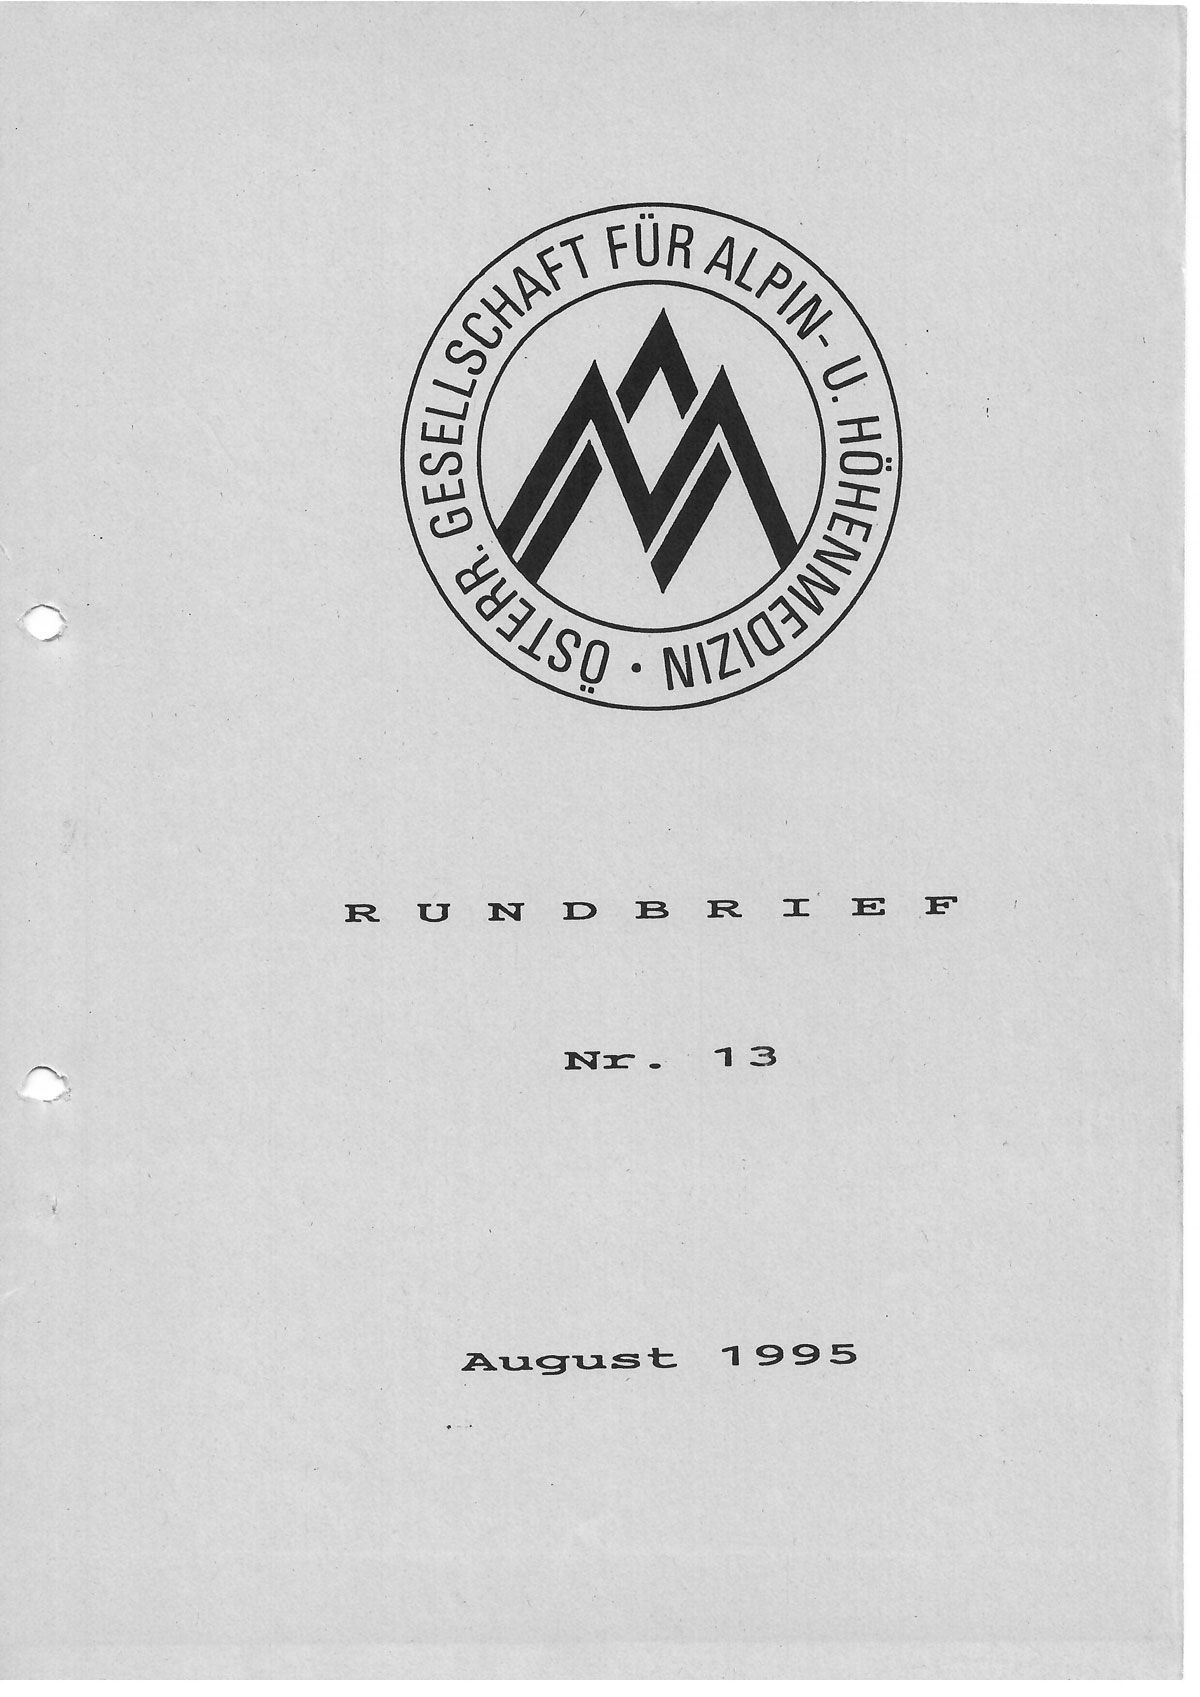 ÖSTERR. GESELLSCHAFT FÜR ALPIN- U. HÖHENMEDIZIN ·
RUNDBRIEF
Nr. 13
August 1995